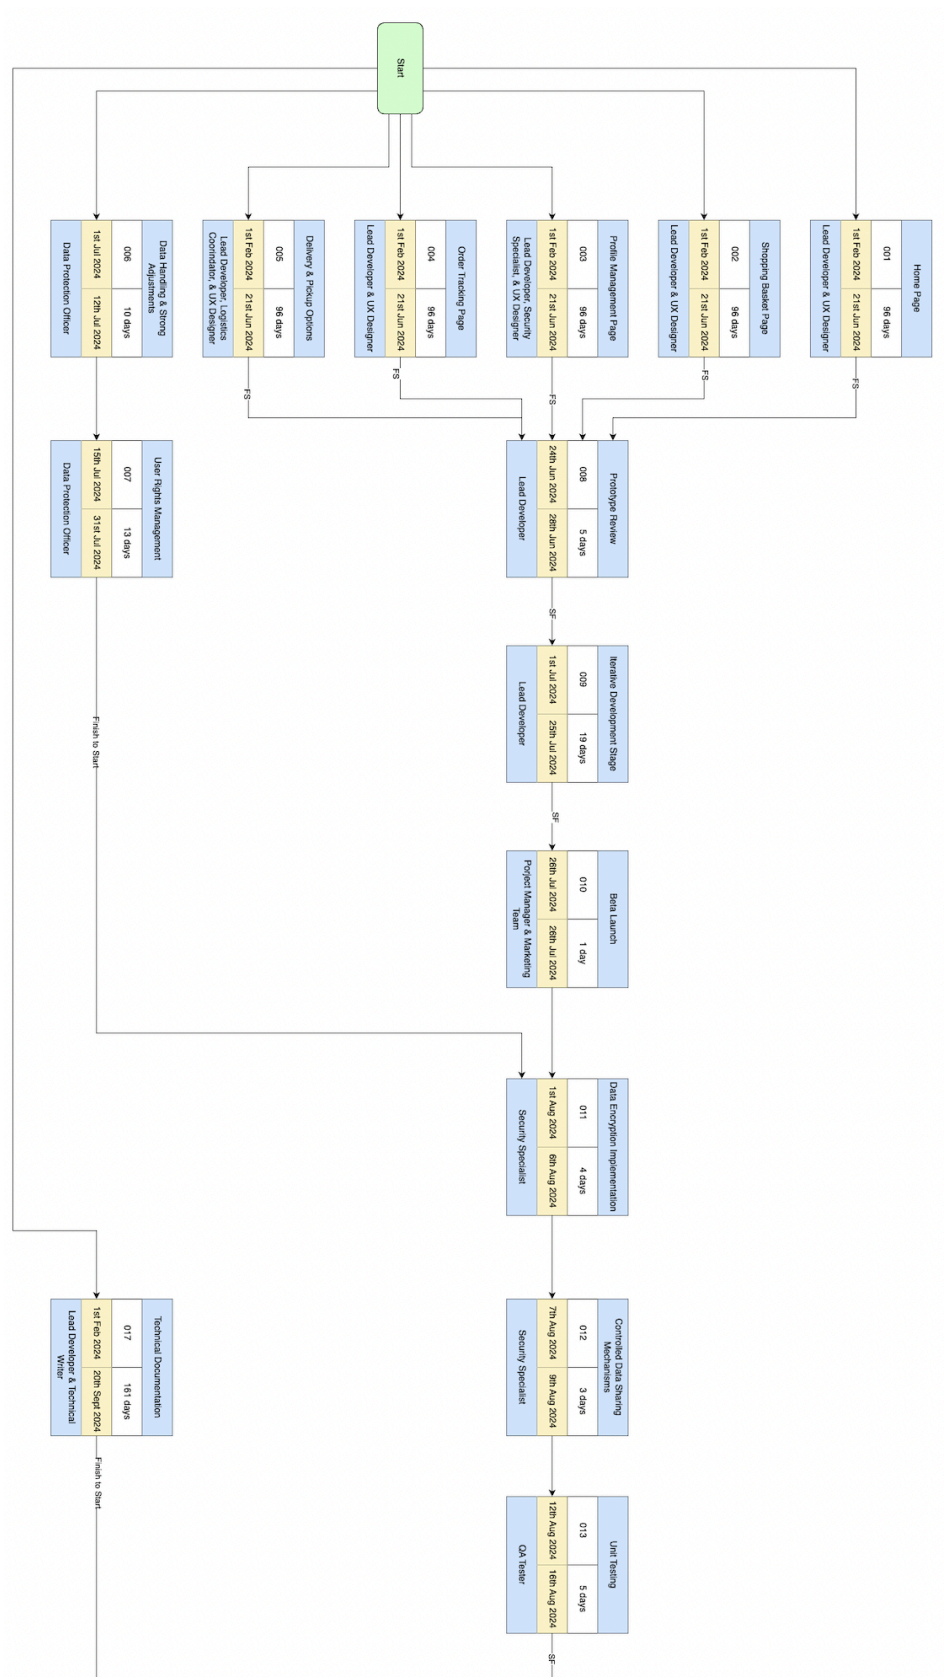 Start
Home Page
001
96 days
1st Feb 2024
21st Jun 2024
Lead Developer & UX Designer
Shopping Basket Page
002
96 days
1st Feb 2024
21st Jun 2024
Lead Developer & UX Designer
Profile Management Page
003
96 days
1st Feb 2024
21st Jun 2024
Lead Developer, Security
Specialist, & UX Designer
Order Tracking Page
004
96 days
1st Feb 2024
21st Jun 2024
Lead Developer & UX Designer
Delivery & Pickup Options
005
96 days
1st Feb 2024
21st Jun 2024
Lead Developer, Logistics
Coorindator, & UX Designer
Data Handling & Strong
Adjustments
006
10 days
1st Jul 2024
12th Jul 2024
Data Protection Officer
FS
FS
FS
FS
FS
Prototype Review
008
5 days
24th Jun 2024
28th Jun 2024
Lead Developer
User Rights Management
007
13 days
15th Jul 2024
31st Jul 2024
Data Protection Officer
SF
Iterative Development Stage
009
19 days
1st Jul 2024
25th Jul 2024
Lead Developer
Finish to Start
SF
Beta Launch
010
1 day
26th Jul 2024
26th Jul 2024
Porject Manager & Marketing
Team
Data Encryption Implementation
011
4 days
1st Aug 2024
6th Aug 2024
Security Specialist
Controlled Data Sharing
Mechanisms
012
3 days
7th Aug 2024
9th Aug 2024
Security Specialist
Technical Documentation
017
161 days
1st Feb 2024
20th Sept 2024
Lead Developer & Technical
Writer
Finish to Start
Unit Testing
013
5 days
12th Aug 2024
16th Aug 2024
QA Tester
SF